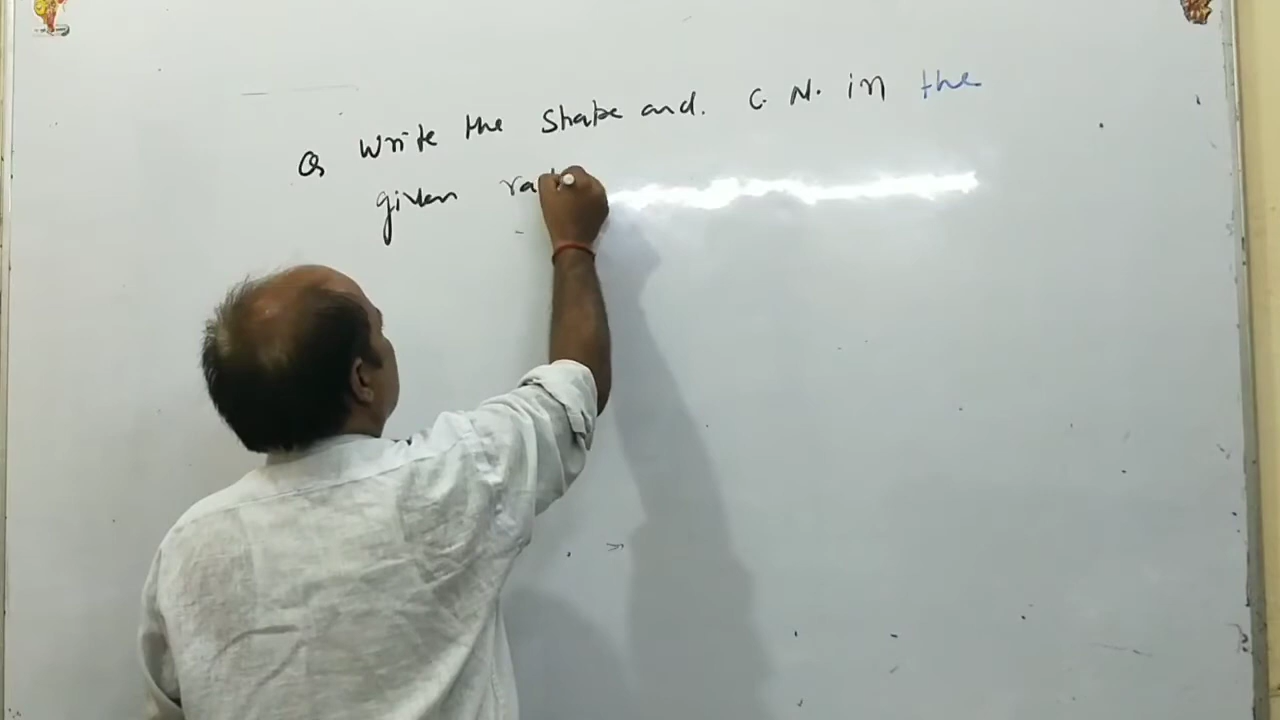 Q Write the Shape and. C. N. in the
given ra